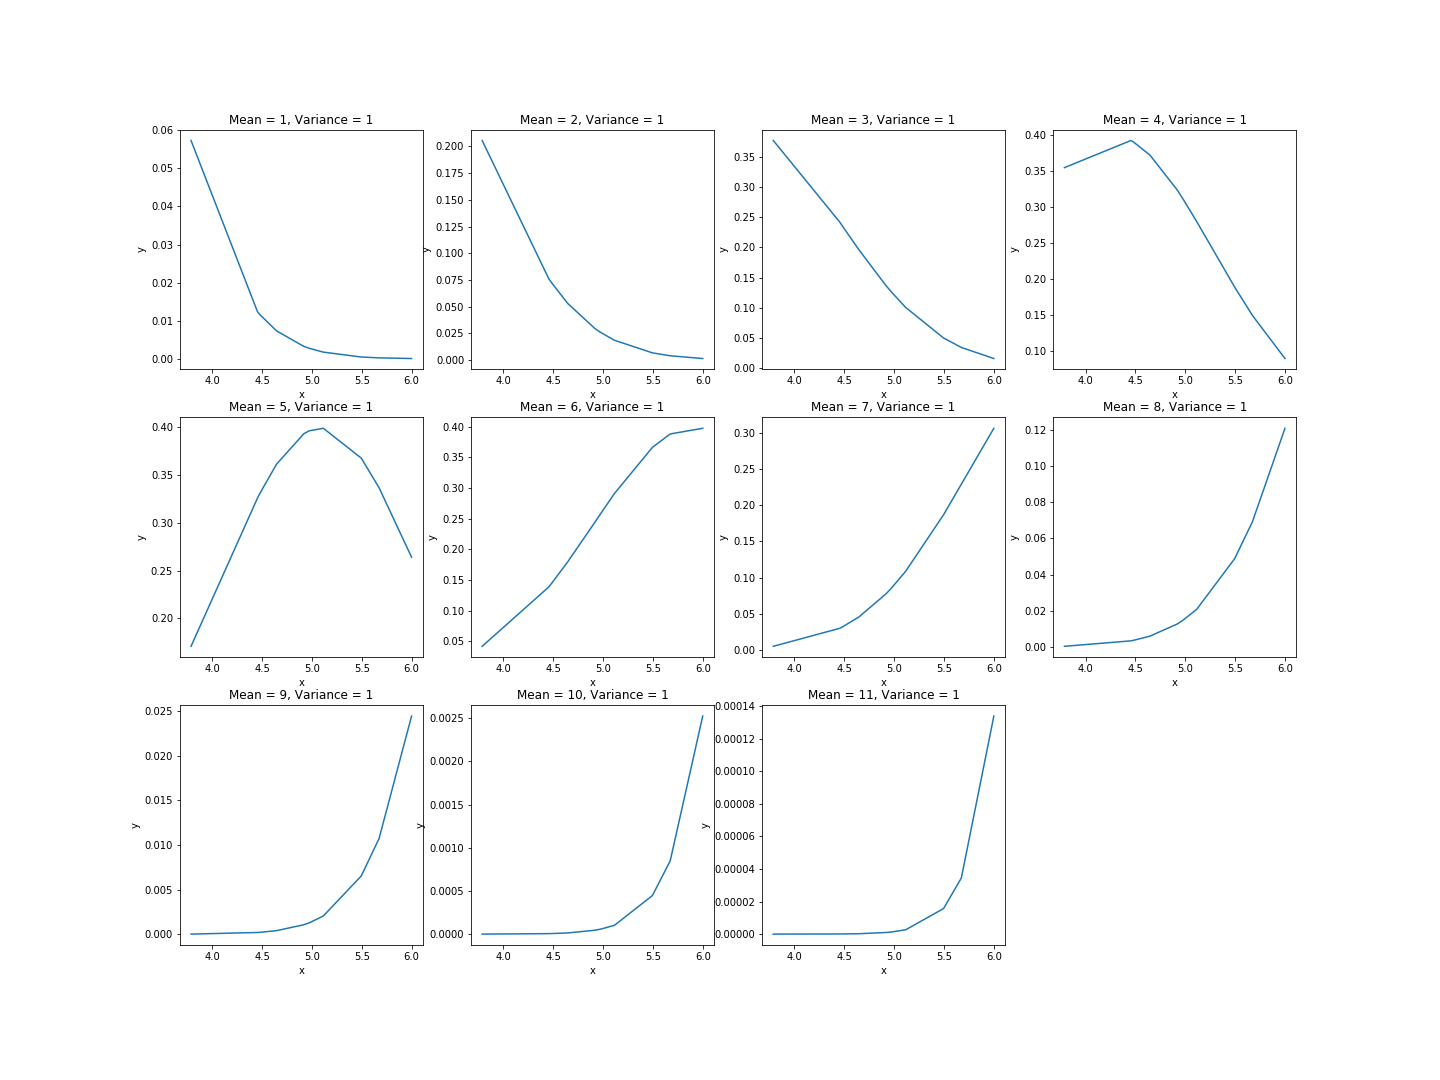 Mean = 1, Variance = 1
0.06
0.05
0.04
0.03
0.02
0.01
0.00
y
4.0 4.5 5.0 5.5 6.0
x
Mean = 2, Variance = 1
0.200
0.175
0.150
0.125
0.100
0.075
0.050
0.025
0.000
y
4.0 4.5 5.0 5.5 6.0
x
Mean = 3, Variance = 1
0.35
0.30
0.25
0.20
0.15
0.10
0.05
0.00
y
4.0 4.5 5.0 5.5 6.0
x
Mean = 4, Variance = 1
0.40
0.35
0.30
0.25
0.20
0.15
0.10
y
4.0 4.5 5.0 5.5 6.0
x
Mean = 5, Variance = 1
0.40
0.35
0.30
0.25
0.20
y
4.0 4.5 5.0 5.5 6.0
x
Mean = 6, Variance = 1
0.40
0.35
0.30
0.25
0.20
0.15
0.10
0.05
y
4.0 4.5 5.0 5.5 6.0
x
Mean = 7, Variance = 1
0.30
0.25
0.20
0.15
0.10
0.05
0.00
y
4.0 4.5 5.0 5.5 6.0
x
Mean = 8, Variance = 1
0.12
0.10
0.08
0.06
0.04
0.02
0.00
y
4.0 4.5 5.0 5.5 6.0
x
Mean = 9, Variance = 1
0.025
0.020
0.015
0.010
0.005
0.000
y
4.0 4.5 5.0 5.5 6.0
x
Mean = 10, Variance = 1
0.0025
0.0020
0.0015
0.0010
0.0005
0.0000
y
4.0 4.5 5.0 5.5 6.0
x
Mean = 11, Variance = 1
0.00014
0.00012
0.00010
0.00008
0.00006
0.00004
0.00002
0.00000
y
4.0 4.5 5.0 5.5 6.0
x